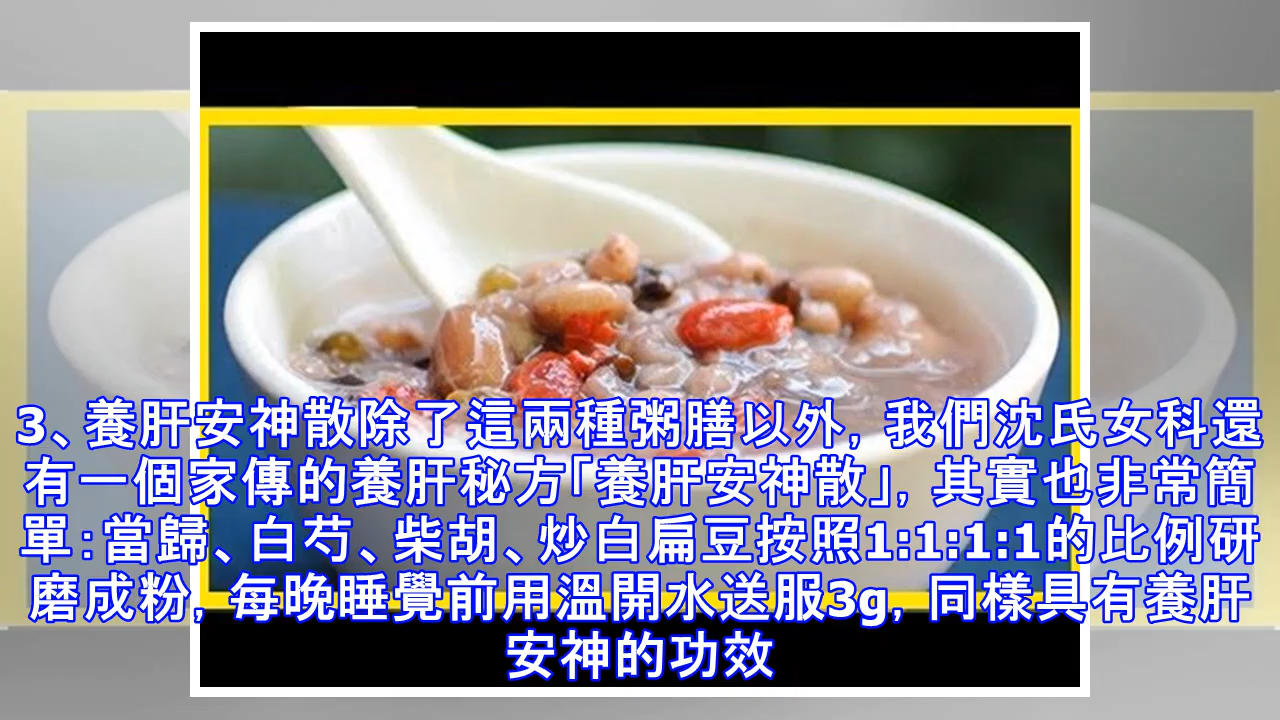 3、養肝安神散除了這兩種粥膳以外, 我們沈氏女科還
有一個家傳的養肝秘方「養肝安神散」, 其實也非常簡
單：當歸、白芍、柴胡、炒白扁豆按照1:1:1:1的比例研
磨成粉, 每晚睡覺前用溫開水送服3g, 同樣具有養肝
安神的功效